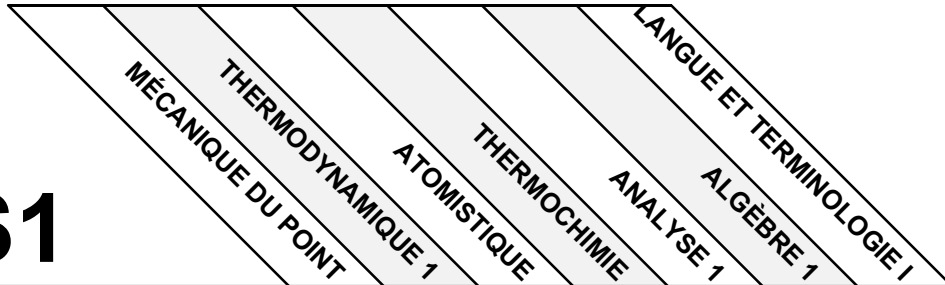 S1
MÉCANIQUE DU POINT
THERMODYNAMIQUE 1
ATOMISTIQUE
THERMOCHIMIE
ANALYSE 1
ALGÈBRE 1
LANGUE ET TERMINOLOGIE I